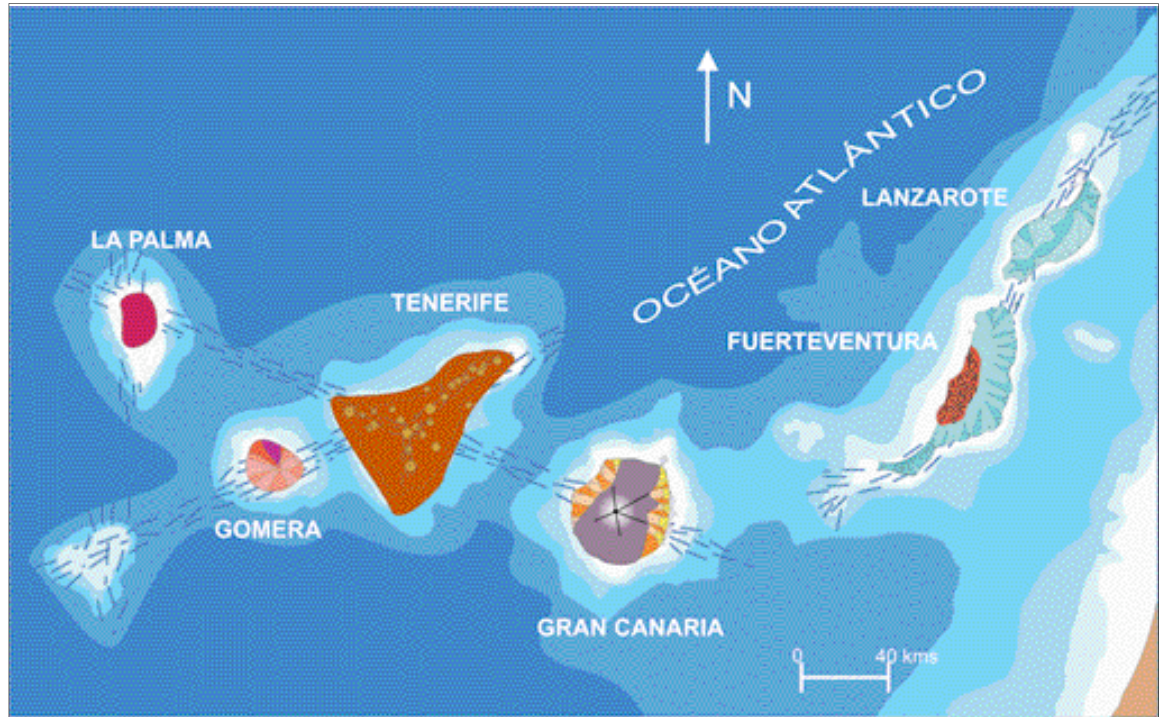 N
OCÉANO ATLÁNTICO
LANZAROTE
LA PALMA
TENERIFE
FUERTEVENTURA
GOMERA
GRAN CANARIA
0 40 kms